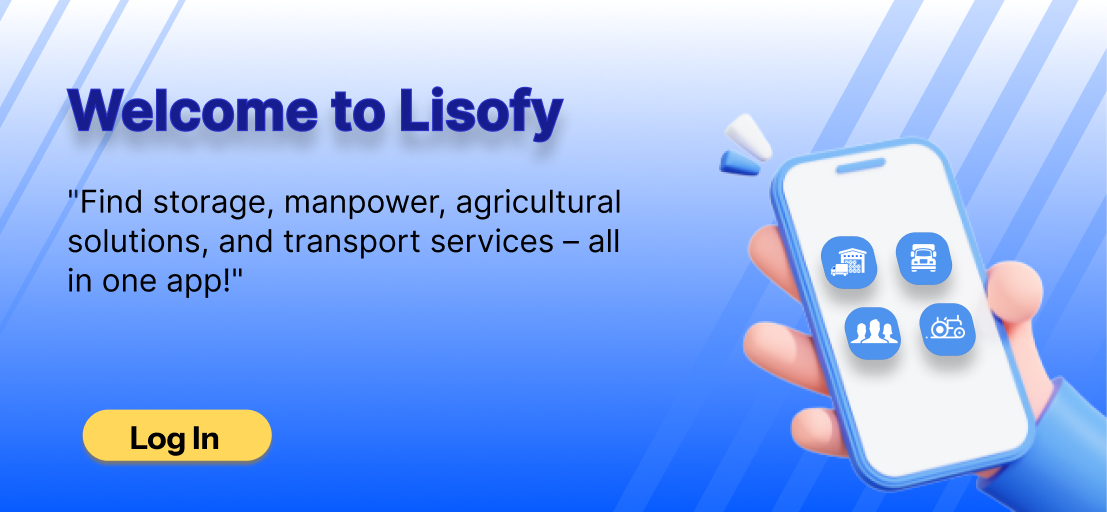 Welcome to Lisofy
"Find storage, manpower, agricultural
solutions, and transport services – all
in one app!"
Log In